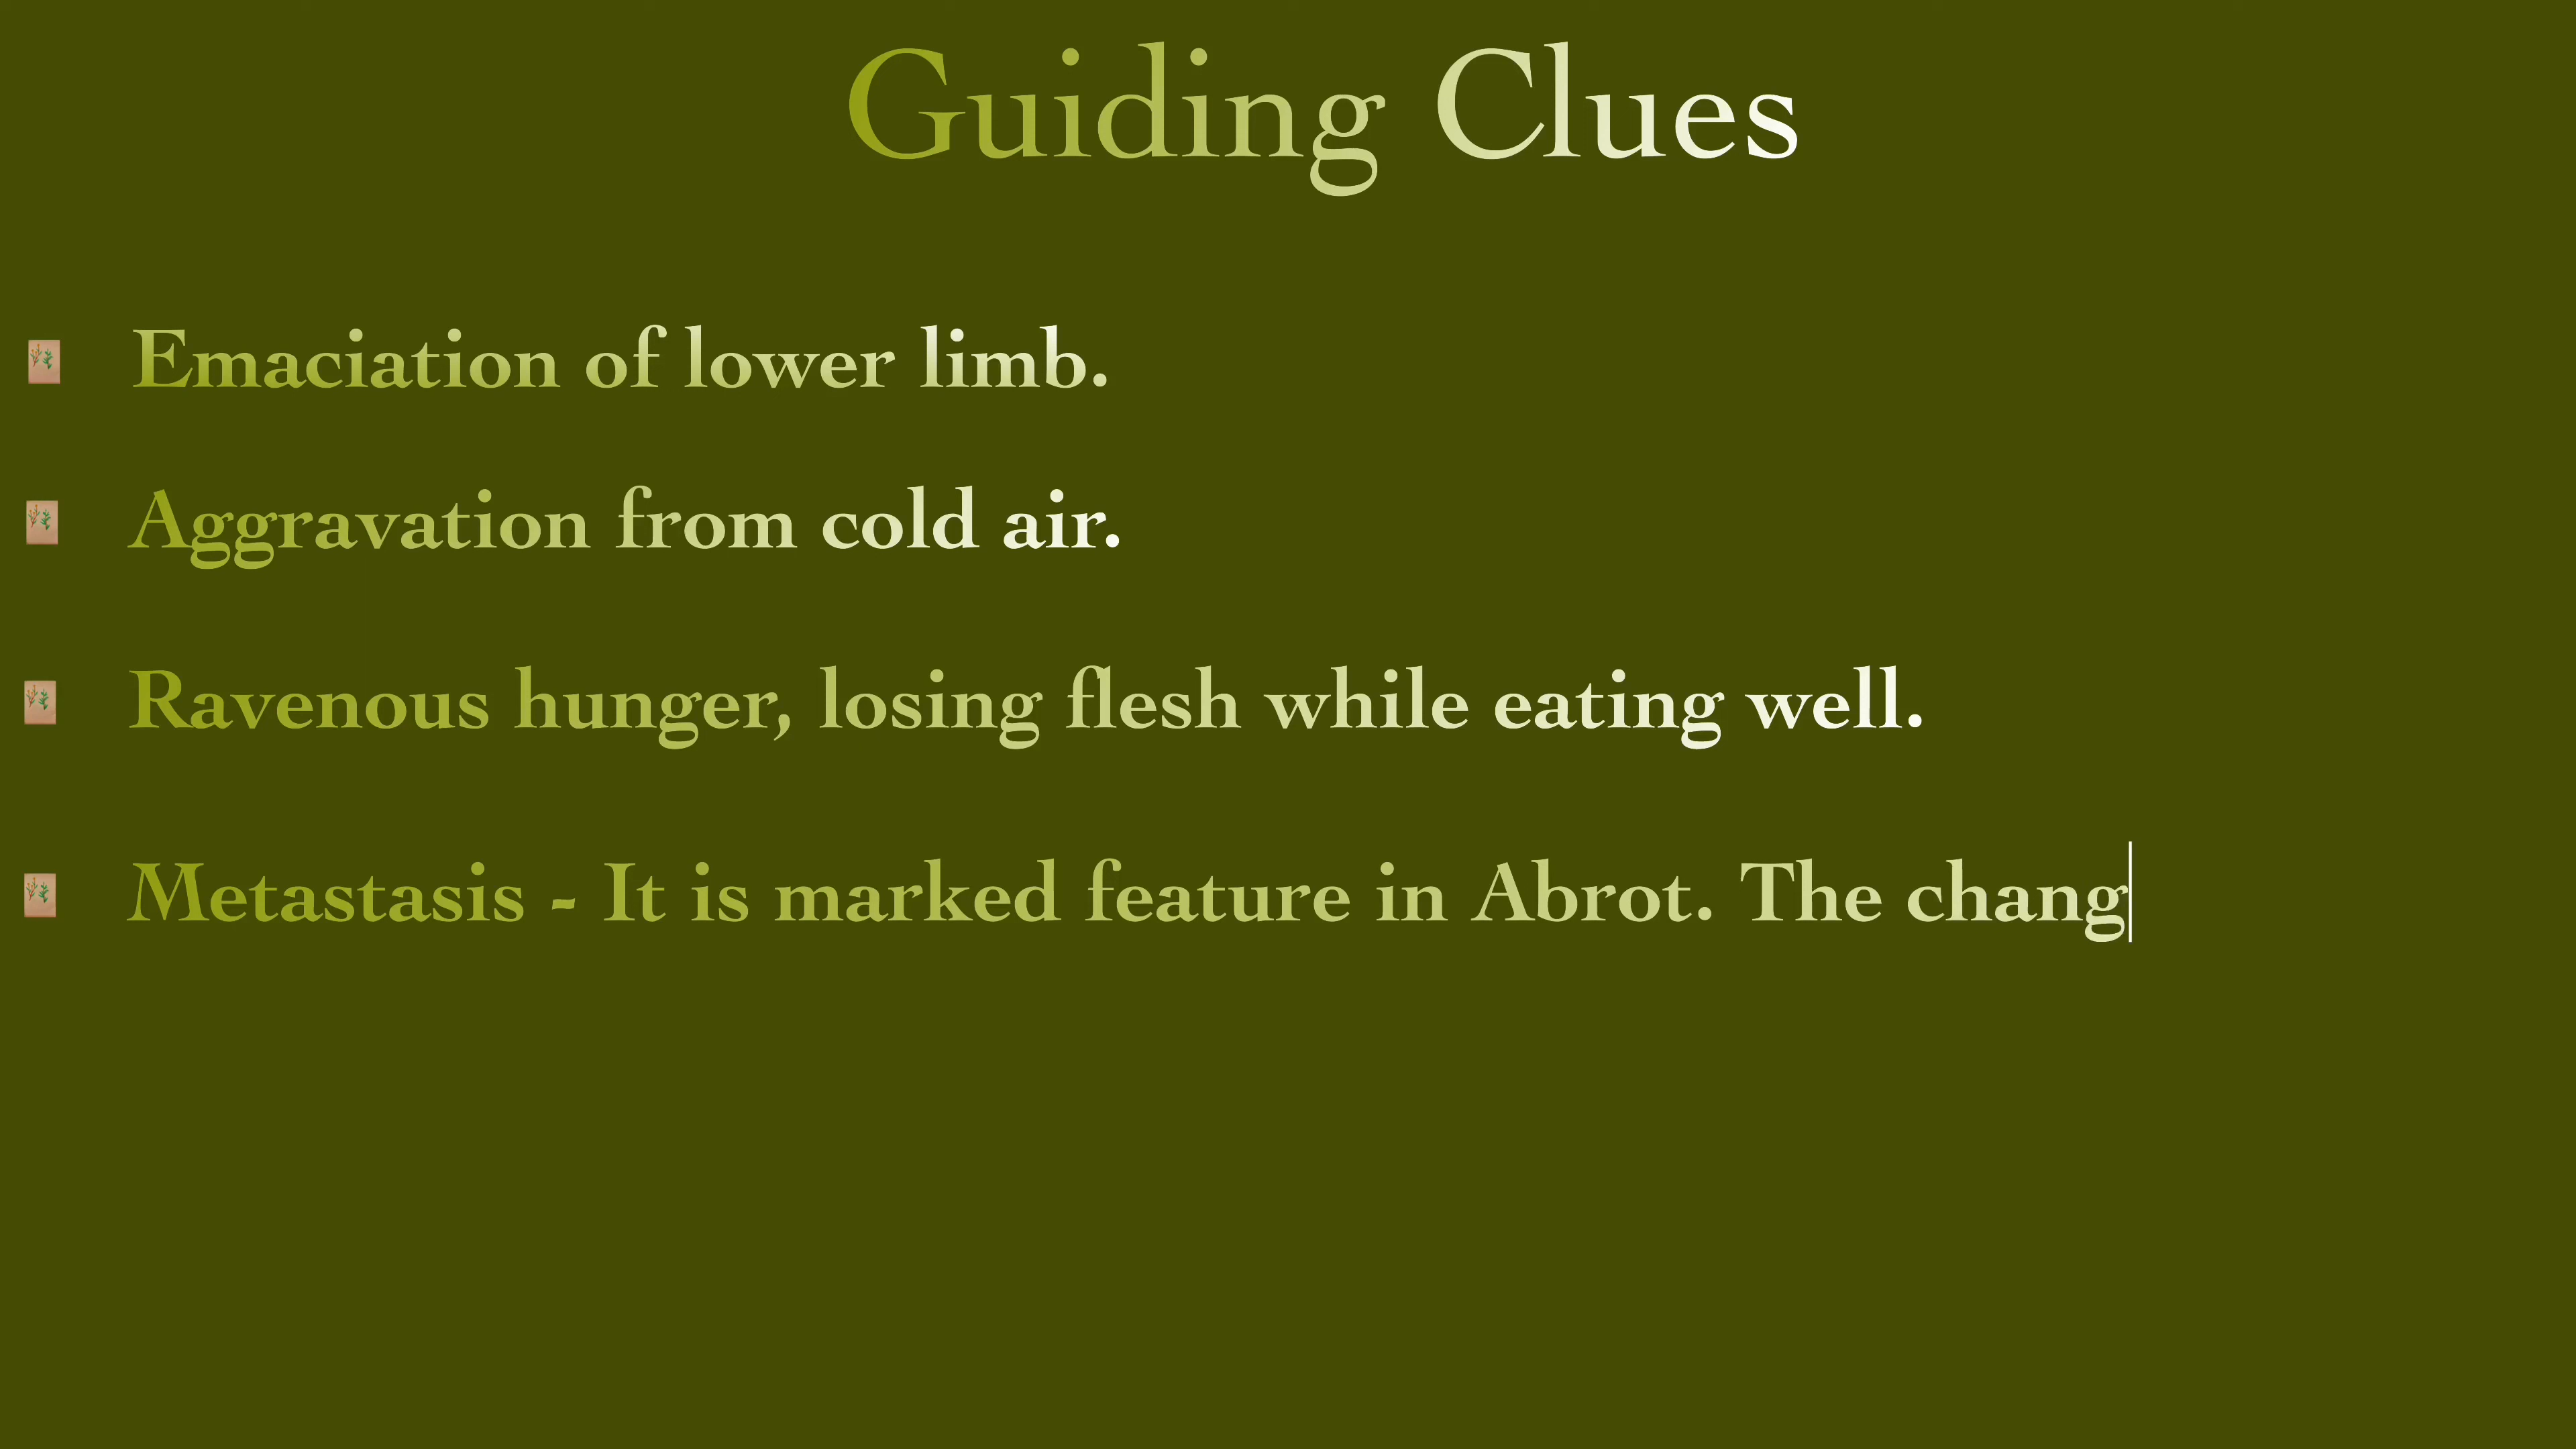 Guiding Clues
Emaciation of lower limb.
Aggravation from cold air.
Ravenous hunger, losing flesh while eating well.
Metastasis - It is marked feature in Abrot. The chang